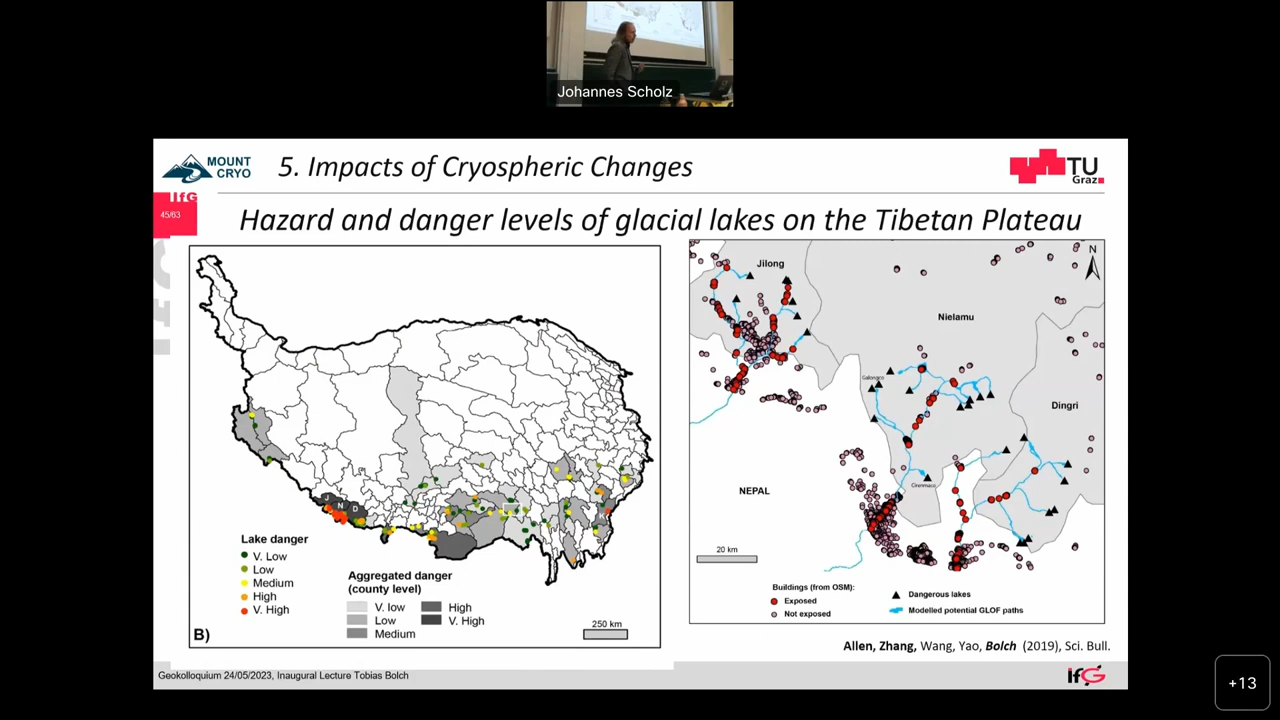 Johannes Scholz
MOUNT
CRYO
5. Impacts of Cryospheric Changes
TU
Graz
IfG
45/63
Hazard and danger levels of glacial lakes on the Tibetan Plateau
J
N
D
Lake danger
V. Low
Low
Medium
High
V. High
Aggregated danger
(county level)
V. low
Low
Medium
High
V. High
250 km
B)
N
Jilong
Nielamu
Galongco
Dingri
NEPAL
Cirenmaco
20 km
Buildings (from OSM):
Exposed
Not exposed
Dangerous lakes
Modelled potential GLOF paths
Allen, Zhang, Wang, Yao, Bolch (2019), Sci. Bull.
Geokolloquium 24/05/2023, Inaugural Lecture Tobias Bolch
IfG
+13